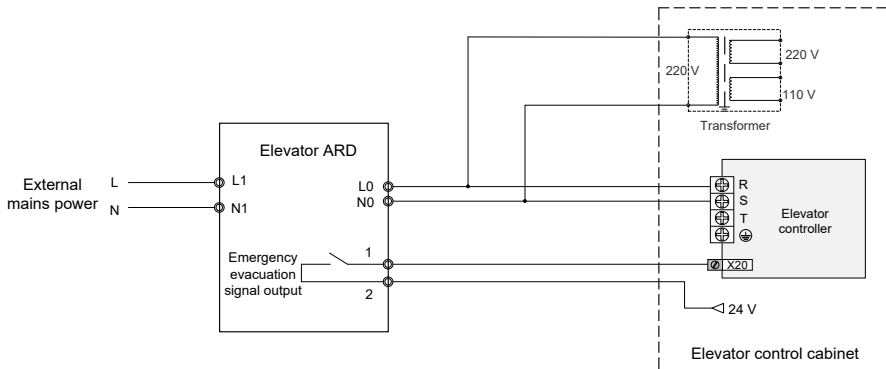 220 V
220 V
110 V
Transformer
Elevator ARD
External
mains power
L
N
L1
N1
L0
N0
R
S
T
Elevator
controller
X20
Emergency
evacuation
signal output
1
2
24 V
Elevator control cabinet